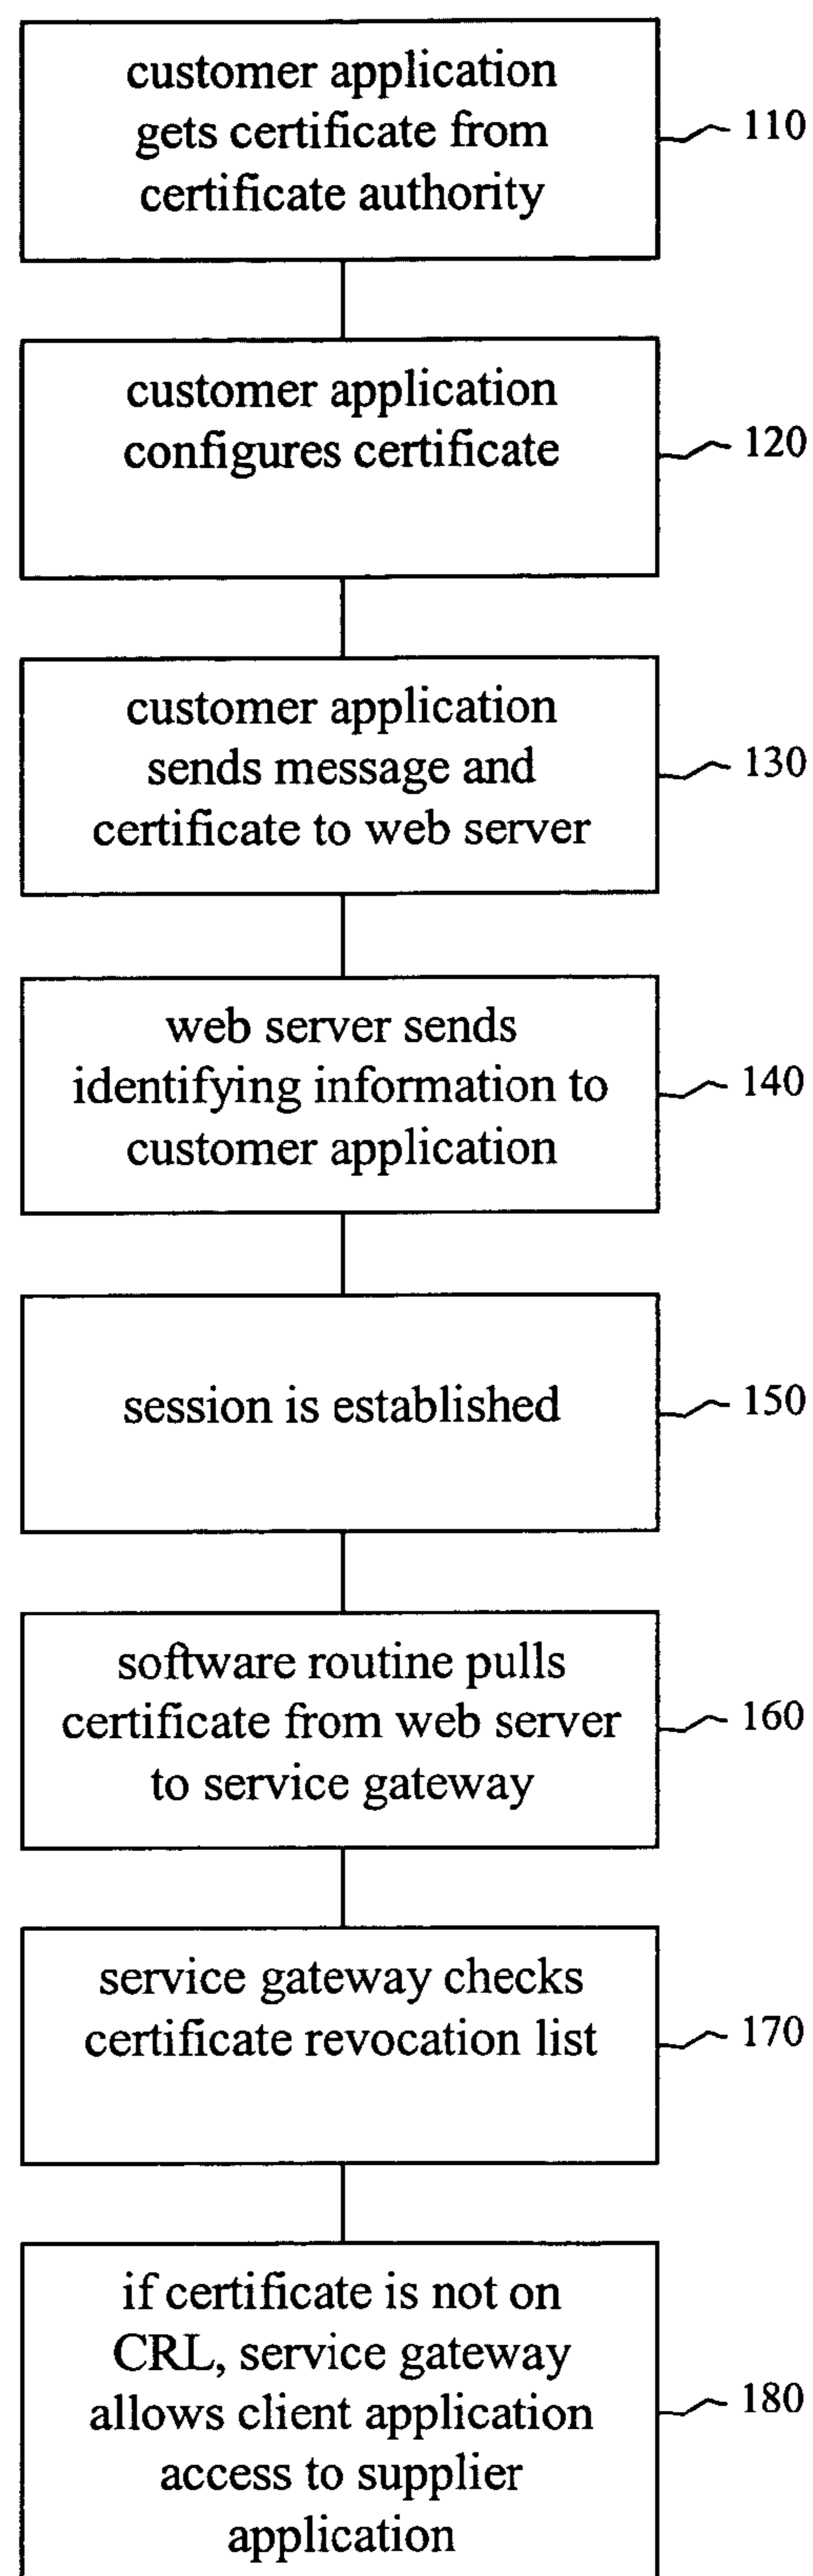 customer application
gets certificate from
certificate authority
110
customer application
configures certificate
120
customer application
sends message and
certificate to web server
130
web server sends
identifying information to
customer application
140
session is established
150
software routine pulls
certificate from web server
to service gateway
160
service gateway checks
certificate revocation list
170
if certificate is not on
CRL, service gateway
allows client application
access to supplier
application
180